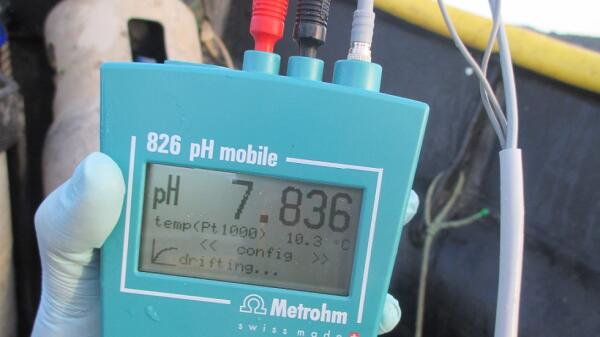 826 pH mobile
pH 7.836
temp(Pt1000) 10.3 °C
<< config >>
drifting...
Ω Metrohm
swiss made